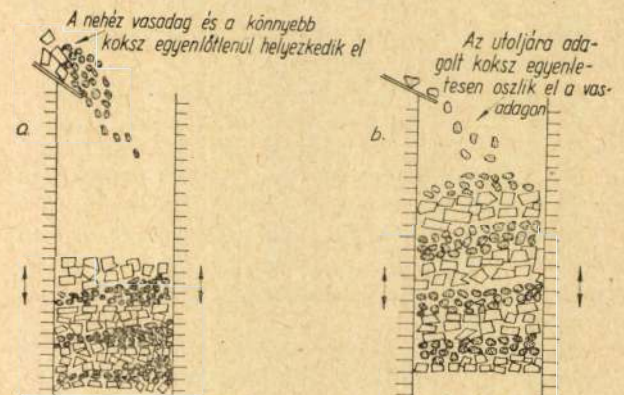 A nehéz vasadag és a könnyebb
koksz egyenlőtlenül helyezkedik el
a.
Az utoljára ada-
golt koksz egyenle-
tesen oszlik el a vas-
adagon
b.